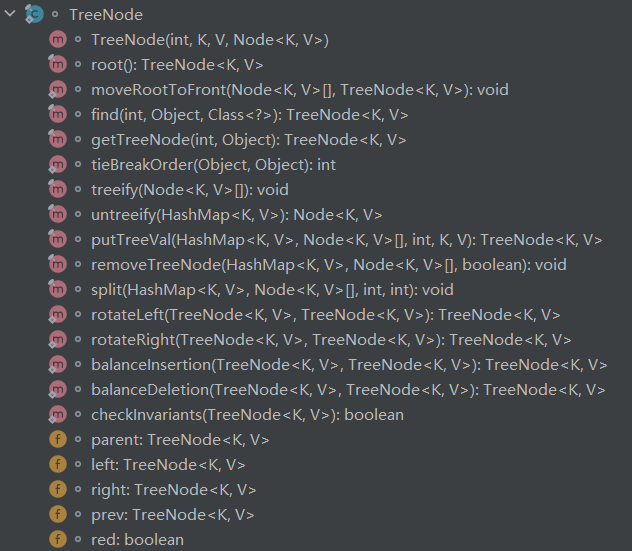 TreeNode
TreeNode(int, K, V, Node<K, V>)
root(): TreeNode<K, V>
moveRootToFront(Node<K, V>[], TreeNode<K, V>): void
find(int, Object, Class<?>): TreeNode<K, V>
getTreeNode(int, Object): TreeNode<K, V>
tieBreakOrder(Object, Object): int
treeify(Node<K, V>[]): void
untreeify(HashMap<K, V>): Node<K, V>
putTreeVal(HashMap<K, V>, Node<K, V>[], int, K, V): TreeNode<K, V>
removeTreeNode(HashMap<K, V>, Node<K, V>[], boolean): void
split(HashMap<K, V>, Node<K, V>[], int, int): void
rotateLeft(TreeNode<K, V>, TreeNode<K, V>): TreeNode<K, V>
rotateRight(TreeNode<K, V>, TreeNode<K, V>): TreeNode<K, V>
balanceInsertion(TreeNode<K, V>, TreeNode<K, V>): TreeNode<K, V>
balanceDeletion(TreeNode<K, V>, TreeNode<K, V>): TreeNode<K, V>
checkInvariants(TreeNode<K, V>): boolean
parent: TreeNode<K, V>
left: TreeNode<K, V>
right: TreeNode<K, V>
prev: TreeNode<K, V>
red: boolean